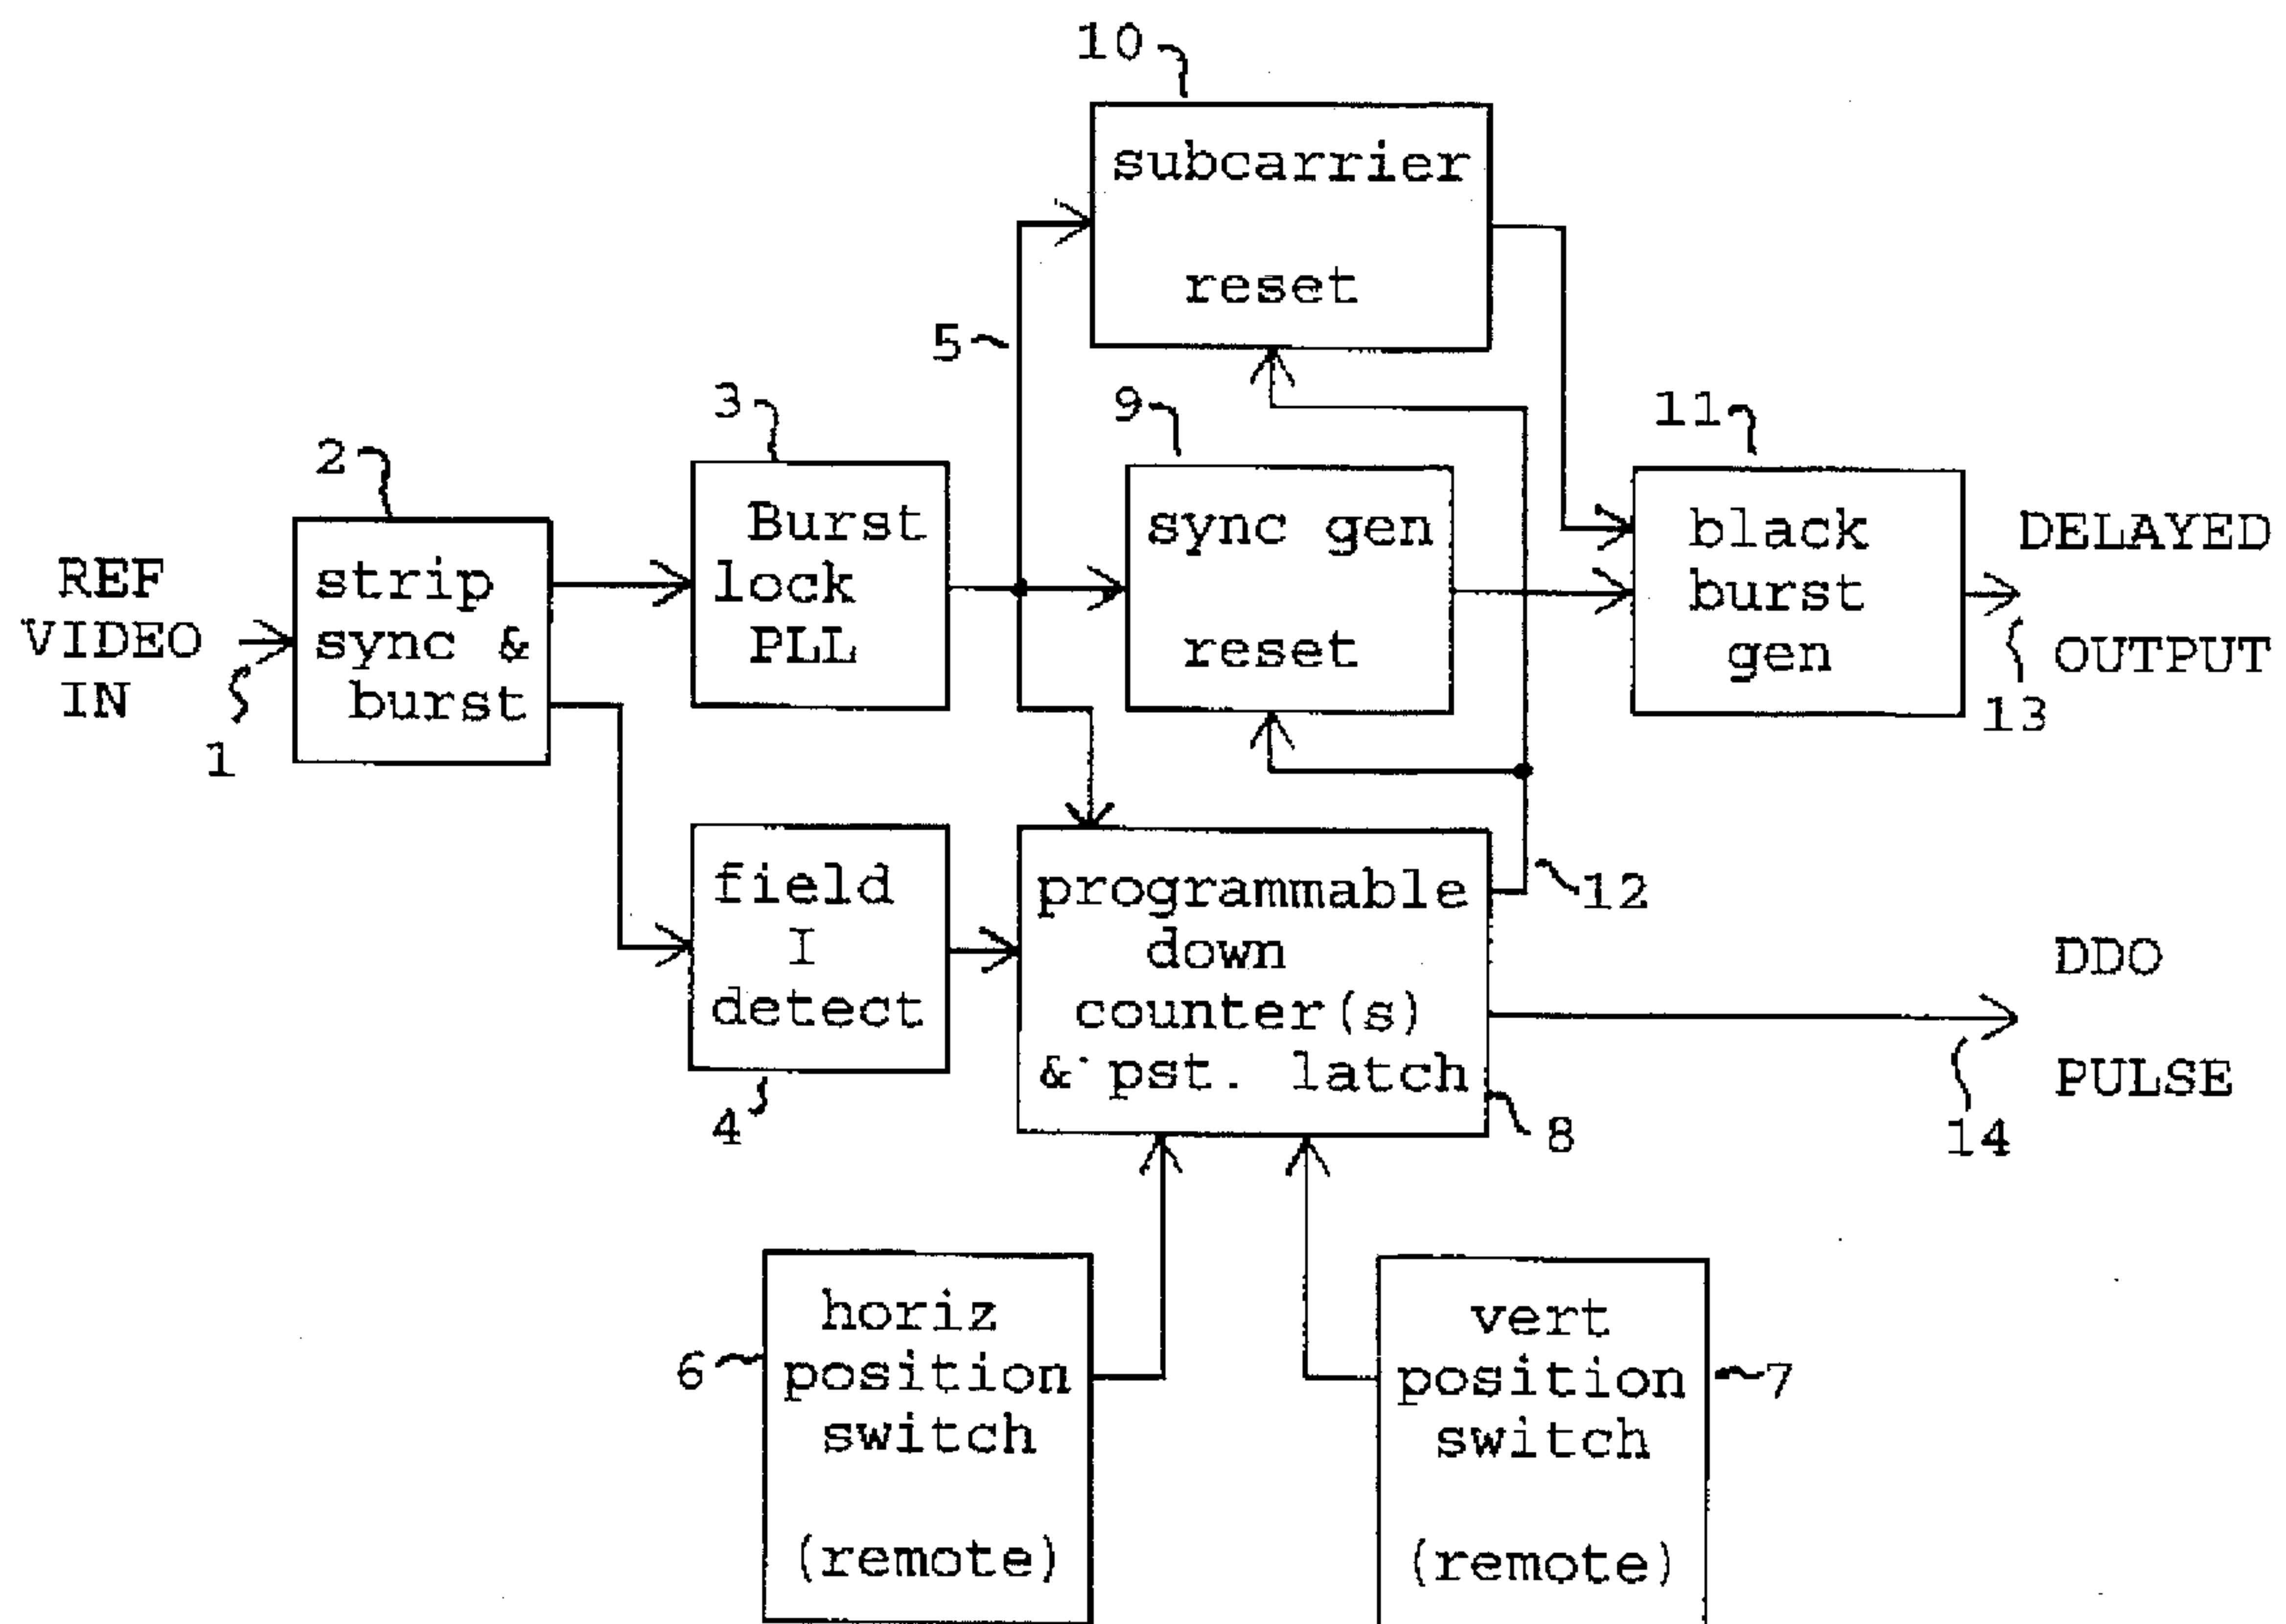 10
subcarrier
reset
5
3
Burst
lock
PLL
9
sync gen
reset
11
black
burst
gen
2
strip
sync &
burst
REF
VIDEO
IN
1
DELAYED
OUTPUT
13
field
I
detect
4
programmable
down
counter(s)
& pst. latch
8
12
DDO
PULSE
14
horiz
position
switch
(remote)
6
vert
position
switch
(remote)
7